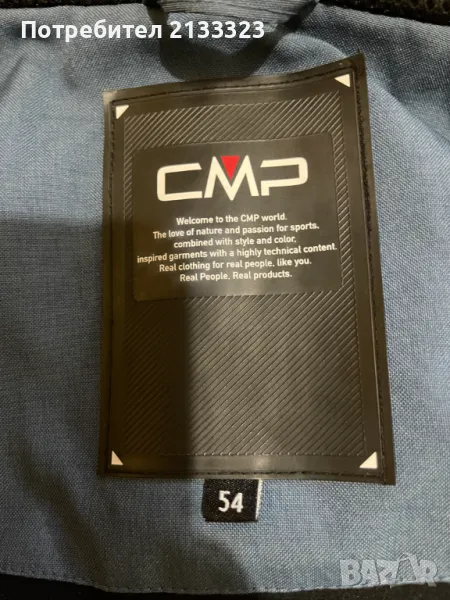 Потребител 2133323
CMP
Welcome to the CMP world.
The love of nature and passion for sports,
combined with style and color,
inspired garments with a highly technical content.
Real clothing for real people, like you.
Real People, Real products.
54
bazar